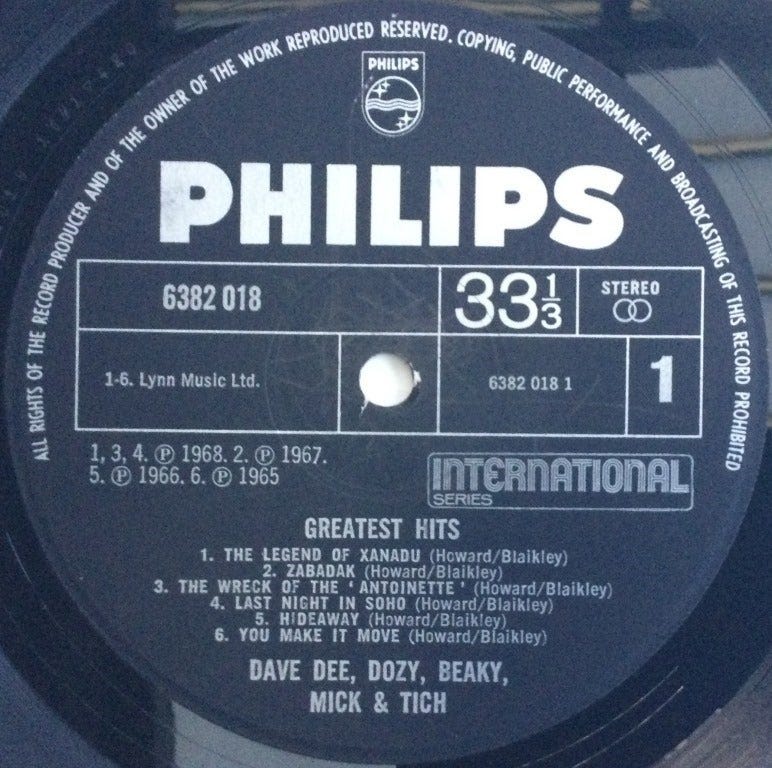 ALL RIGHTS OF THE RECORD PRODUCER AND OF THE OWNER OF THE WORK REPRODUCED RESERVED. COPYING, PUBLIC PERFORMANCE AND BROADCASTING OF THIS RECORD PROHIBITED
PHILIPS
PHILIPS
6382 018
33⅓
STEREO
1-6. Lynn Music Ltd.
6382 018 1
1
1, 3, 4. ℗ 1968. 2. ℗ 1967.
5. ℗ 1966. 6. ℗ 1965
INTERNATIONAL
SERIES
GREATEST HITS
1. THE LEGEND OF XANADU (Howard/Blaikley)
2. ZABADAK (Howard/Blaikley)
3. THE WRECK OF THE ‘ ANTOINETTE ’ (Howard/Blaikley)
4. LAST NIGHT IN SOHO (Howard/Blaikley)
5. HIDEAWAY (Howard/Blaikley)
6. YOU MAKE IT MOVE (Howard/Blaikley)
DAVE DEE, DOZY, BEAKY,
MICK & TICH